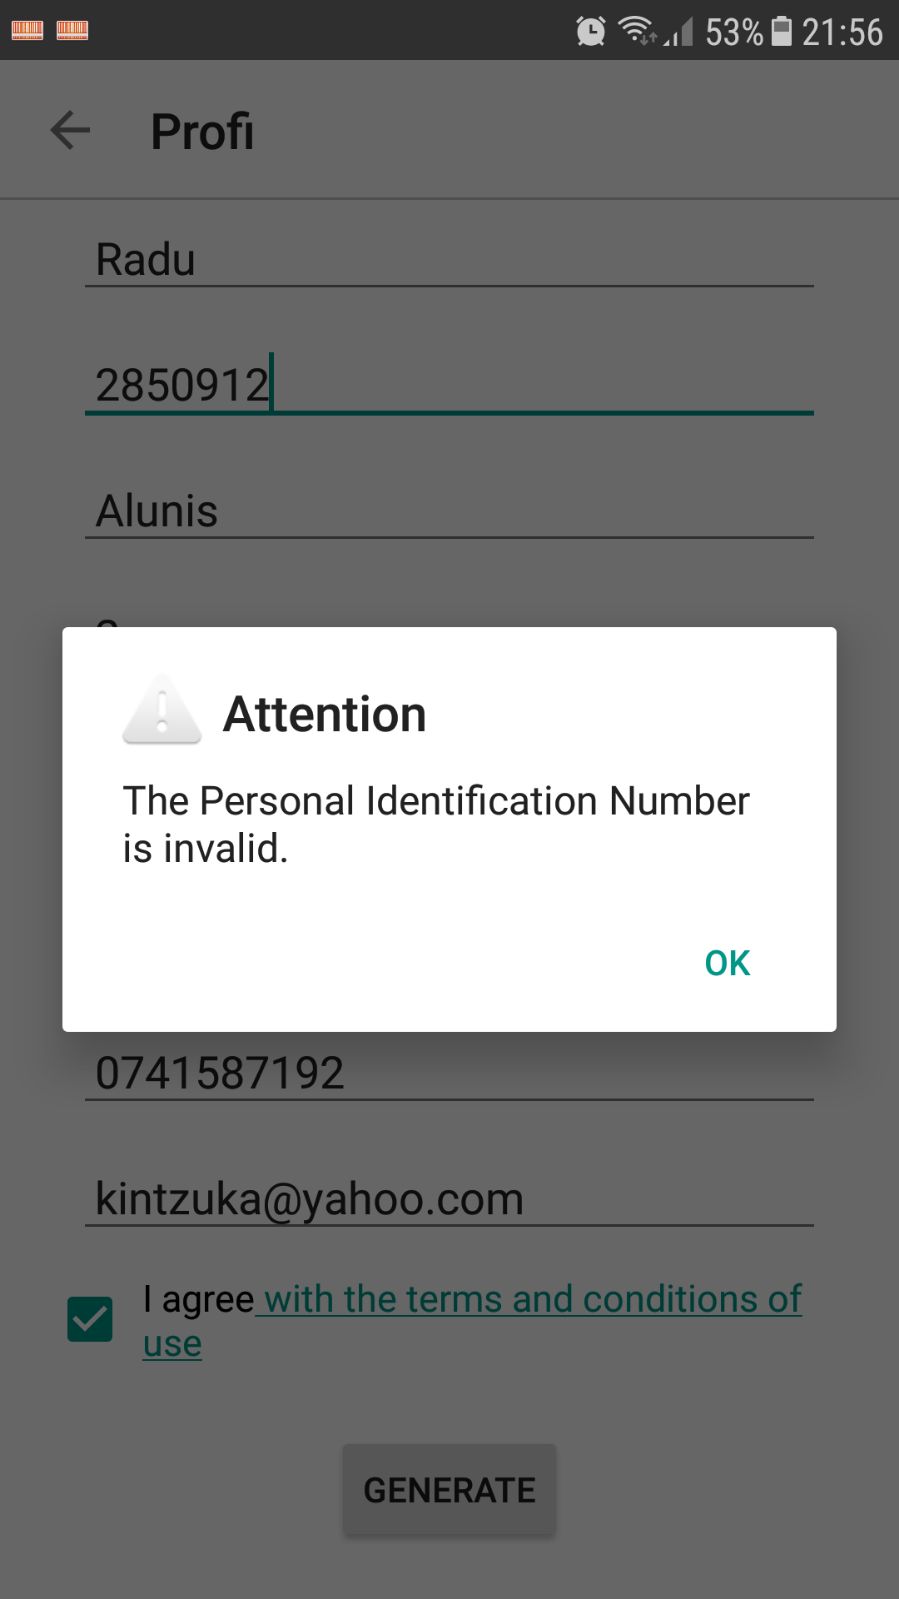 53% 21:56
Profi
Radu
2850912
Alunis
Attention
The Personal Identification Number
is invalid.
OK
0741587192
kintzuka@yahoo.com
I agree with the terms and conditions of
use
GENERATE